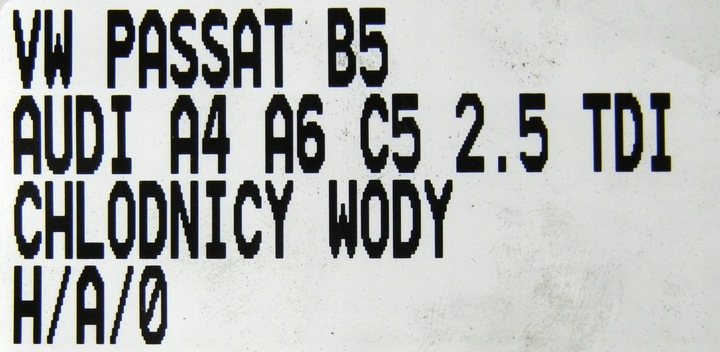 VW PASSAT B5
AUDI A4 A6 C5 2.5 TDI
CHLODNICY WODY
H/A/0